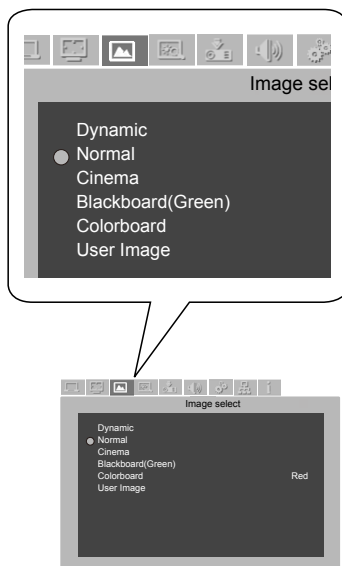 Image sel
Dynamic
Normal
Cinema
Blackboard(Green)
Colorboard
User Image
Image select
Dynamic
Normal
Cinema
Blackboard(Green)
Colorboard Red
User Image